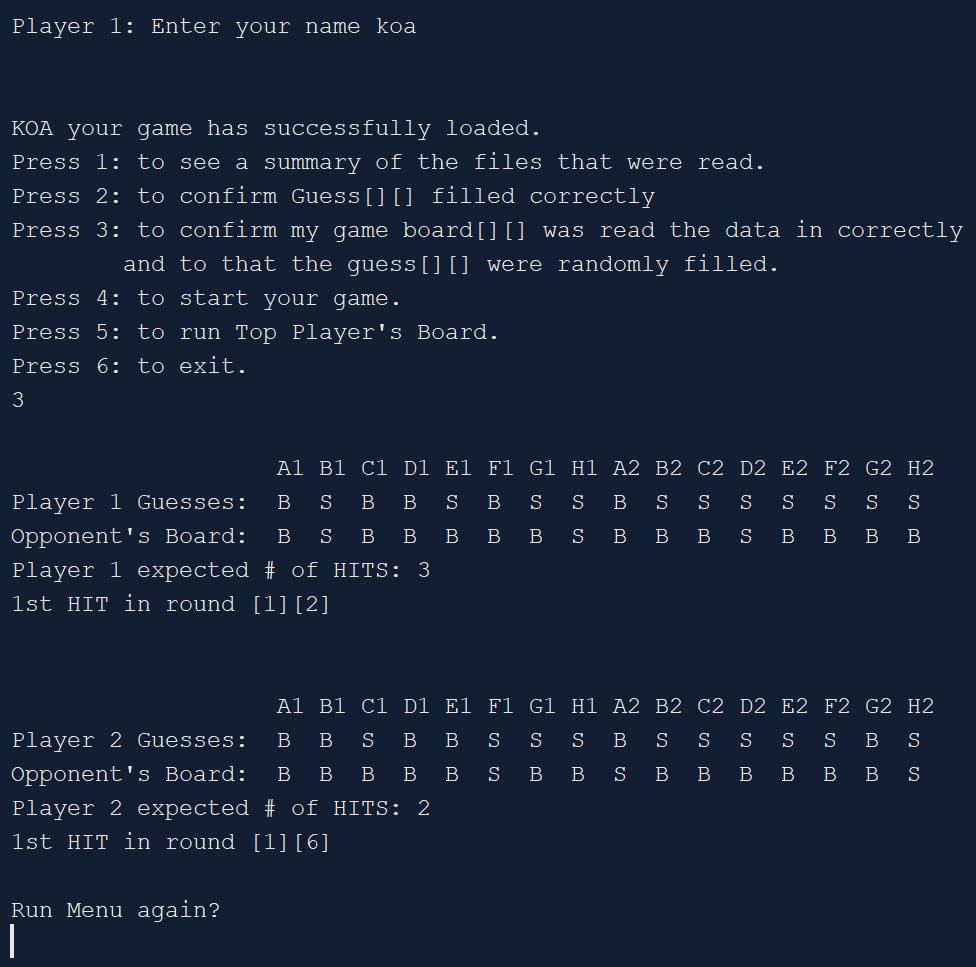 Player 1: Enter your name koa
KOA your game has successfully loaded.
Press 1: to see a summary of the files that were read.
Press 2: to confirm Guess[][] filled correctly
Press 3: to confirm my game board[][] was read the data in correctly
and to that the guess[][] were randomly filled.
Press 4: to start your game.
Press 5: to run Top Player's Board.
Press 6: to exit.
3
A1 B1 C1 D1 E1 F1 G1 H1 A2 B2 C2 D2 E2 F2 G2 H2
Player 1 Guesses: B S B B S B S S B S S S S S S S
Opponent's Board: B S B B B B B S B B B S B B B B
Player 1 expected # of HITS: 3
1st HIT in round [1][2]
A1 B1 C1 D1 E1 F1 G1 H1 A2 B2 C2 D2 E2 F2 G2 H2
Player 2 Guesses: B B S B B S S S B S S S S S B S
Opponent's Board: B B B B B S B B S B B B B B B S
Player 2 expected # of HITS: 2
1st HIT in round [1][6]
Run Menu again?